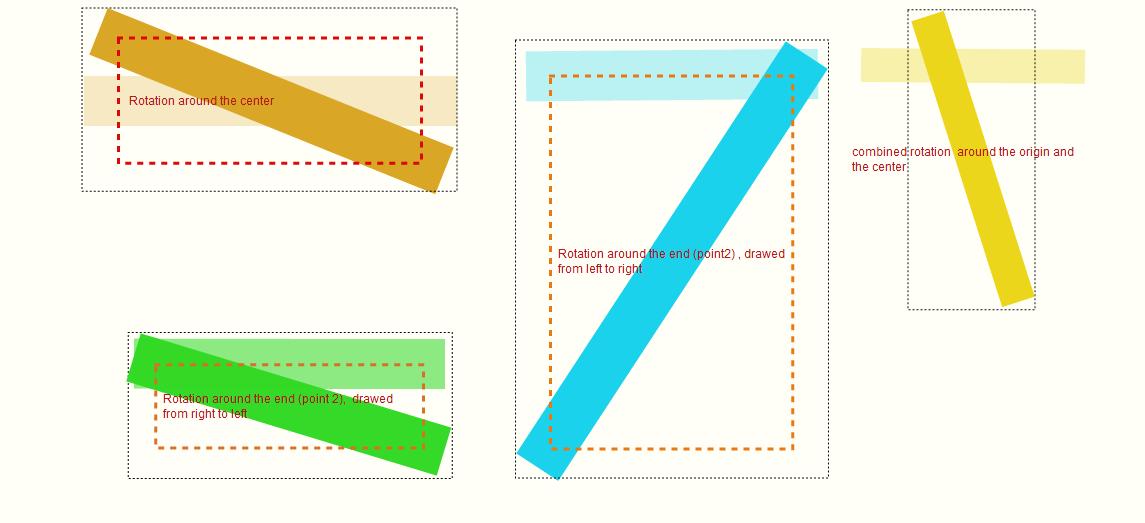 Rotation around the center
combined rotation  around the origin and
the center
Rotation around the end (point2) , drawed
from left to right
Rotation around the end (point 2),  drawed
from right to left